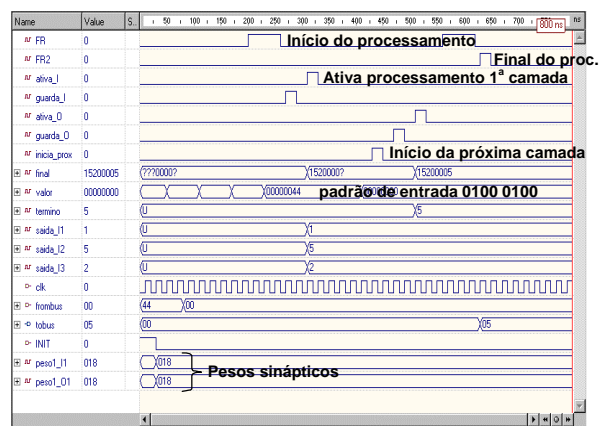 Name Value S... 50 100 150 200 250 300 350 400 450 500 550 600 650 700 ns
800 ns
FR 0 Início do processamento
FR2 0 Final do proc.
ativa_I 0 Ativa processamento 1ª camada
guarda_I 0
ativa_O 0
guarda_O 0
inicia_prox 0 Início da próxima camada
final 15200005 ???0000? 1520000? 15200005
valor 00000000 00000044 padrão de entrada 0100 0100
termino 5 U 5
saida_I1 1 U 1
saida_I2 5 U 5
saida_I3 2 U 2
clk 0
frombus 00 44 00
tobus 05 00 05
INIT 0
peso1_I1 018 018
Pesos sinápticos
peso1_O1 018 018